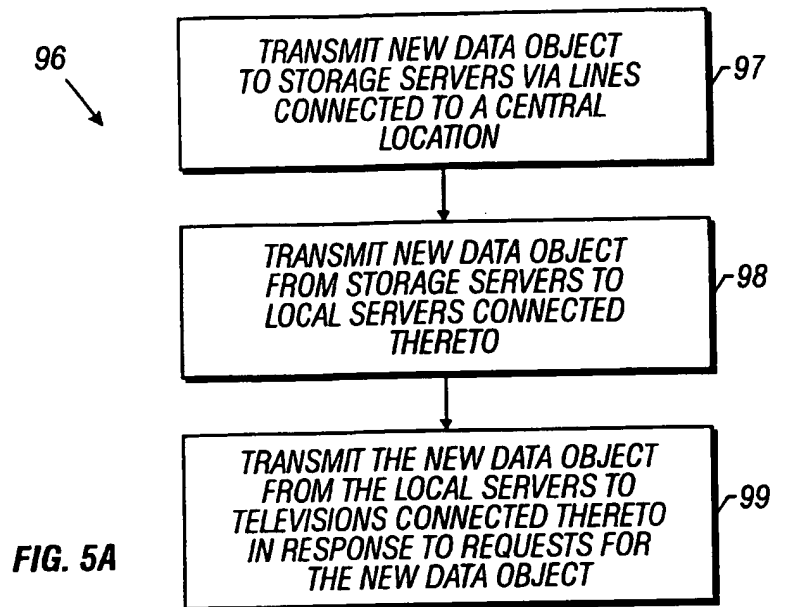 96
TRANSMIT NEW DATA OBJECT
TO STORAGE SERVERS VIA LINES
CONNECTED TO A CENTRAL
LOCATION
97
TRANSMIT NEW DATA OBJECT
FROM STORAGE SERVERS TO
LOCAL SERVERS CONNECTED
THERETO
98
TRANSMIT THE NEW DATA OBJECT
FROM THE LOCAL SERVERS TO
TELEVISIONS CONNECTED THERETO
IN RESPONSE TO REQUESTS FOR
THE NEW DATA OBJECT
99
FIG. 5A